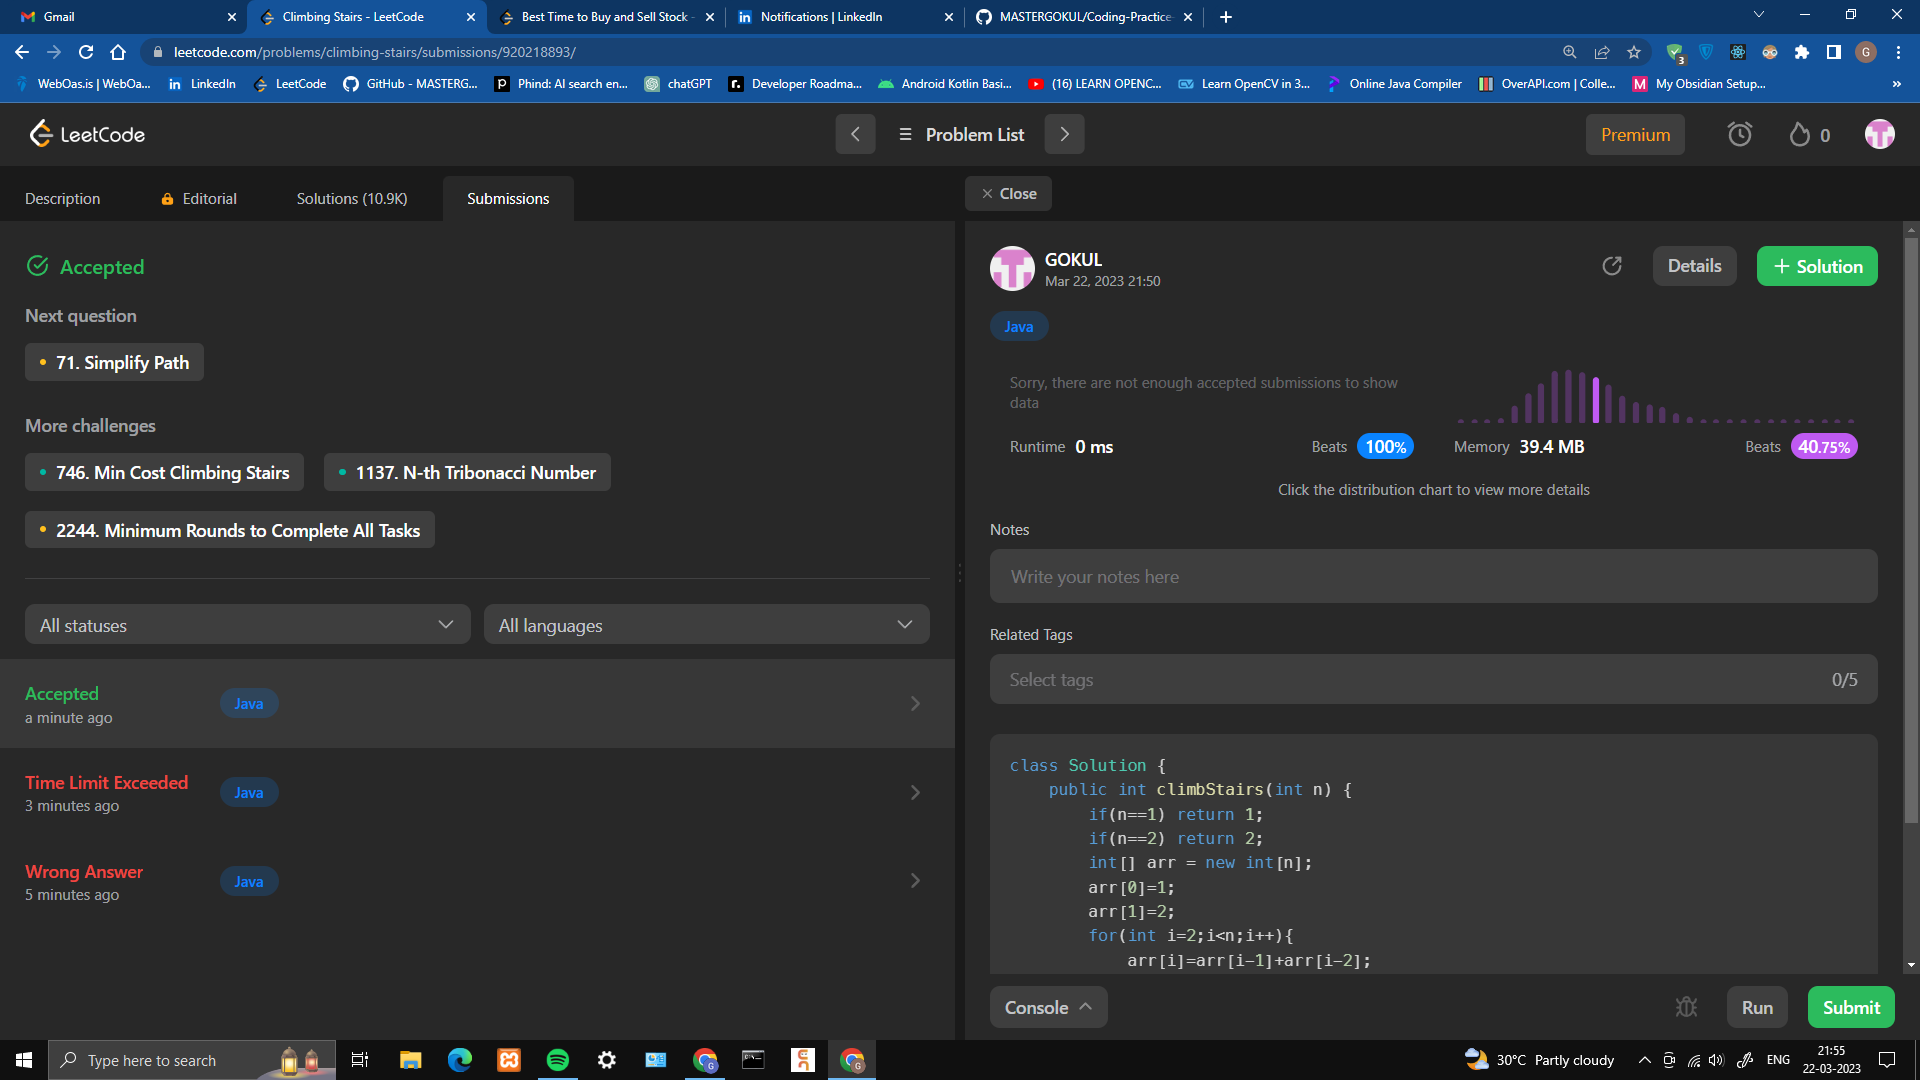 Gmail
Climbing Stairs - LeetCode
Best Time to Buy and Sell Stock -
Notifications | LinkedIn
MASTERGOKUL/Coding-Practice-
leetcode.com/problems/climbing-stairs/submissions/920218893/
3
G
WebOas.is | WebOa...
LinkedIn
LeetCode
GitHub - MASTERG...
Phind: AI search en...
chatGPT
Developer Roadma...
Android Kotlin Basi...
(16) LEARN OPENC...
Learn OpenCV in 3...
Online Java Compiler
OverAPI.com | Colle...
My Obsidian Setup...
»
LeetCode
Problem List
Premium
0
Description
Editorial
Solutions (10.9K)
Submissions
Close
Accepted
Next question
71. Simplify Path
More challenges
746. Min Cost Climbing Stairs
1137. N-th Tribonacci Number
2244. Minimum Rounds to Complete All Tasks
All statuses
All languages
Accepted
a minute ago
Java
Time Limit Exceeded
3 minutes ago
Java
Wrong Answer
5 minutes ago
Java
GOKUL
Mar 22, 2023 21:50
Details
+ Solution
Java
Sorry, there are not enough accepted submissions to show
data
Runtime 0 ms
Beats 100%
Memory 39.4 MB
Beats 40.75%
Click the distribution chart to view more details
Notes
Write your notes here
Related Tags
Select tags
0/5
class Solution {
    public int climbStairs(int n) {
        if(n==1) return 1;
        if(n==2) return 2;
        int[] arr = new int[n];
        arr[0]=1;
        arr[1]=2;
        for(int i=2;i<n;i++){
            arr[i]=arr[i-1]+arr[i-2];
Console
Run
Submit
Type here to search
30°C Partly cloudy
ENG
21:55
22-03-2023